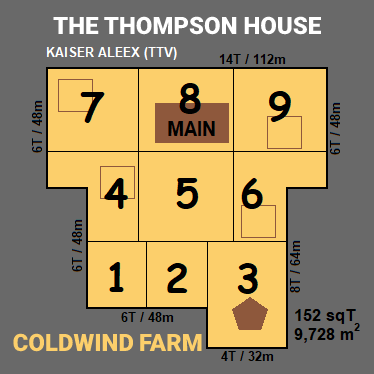 THE THOMPSON HOUSE
KAISER ALEEX (TTV)
14T / 112m
6T / 48m
7
8
9
MAIN
6T / 48m
4
5
6
6T / 48m
1
2
3
8T / 64m
6T / 48m
152 sqT
9,728 m²
COLDWIND FARM
4T / 32m